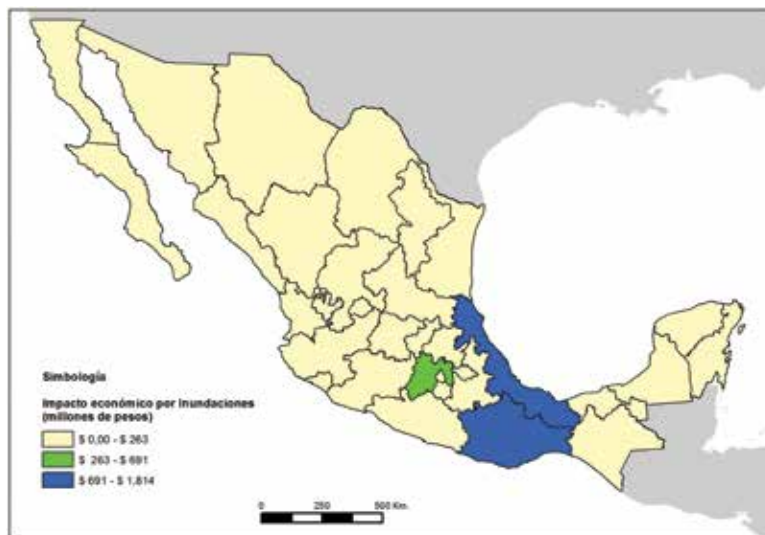 Simbología
Impacto económico por Inundaciones
(millones de pesos)
$ 0,00 - $ 263
$ 263 - $ 691
$ 691 - $ 1,814
0 250 500 Km.